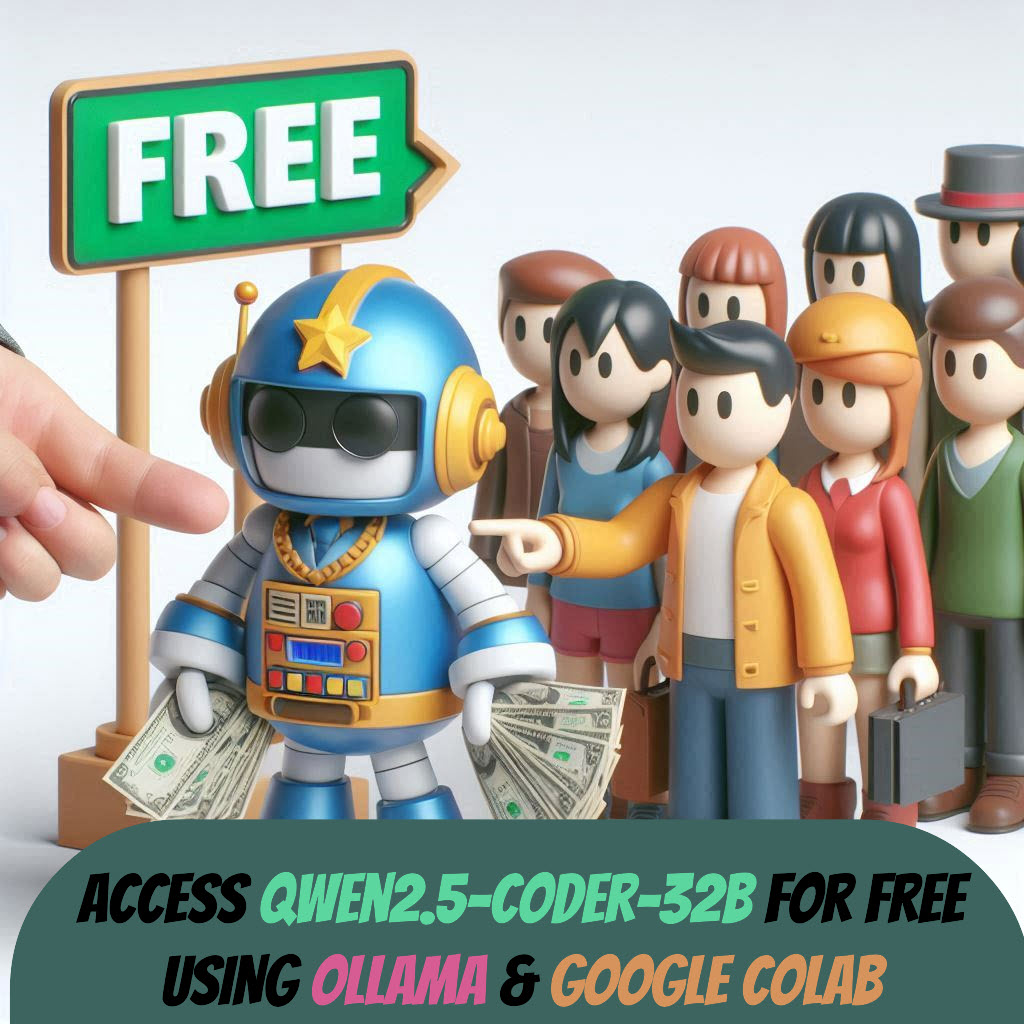 FREE
ACCESS QWEN2.5-CODER-32B FOR FREE
USING OLLAMA & GOOGLE COLAB